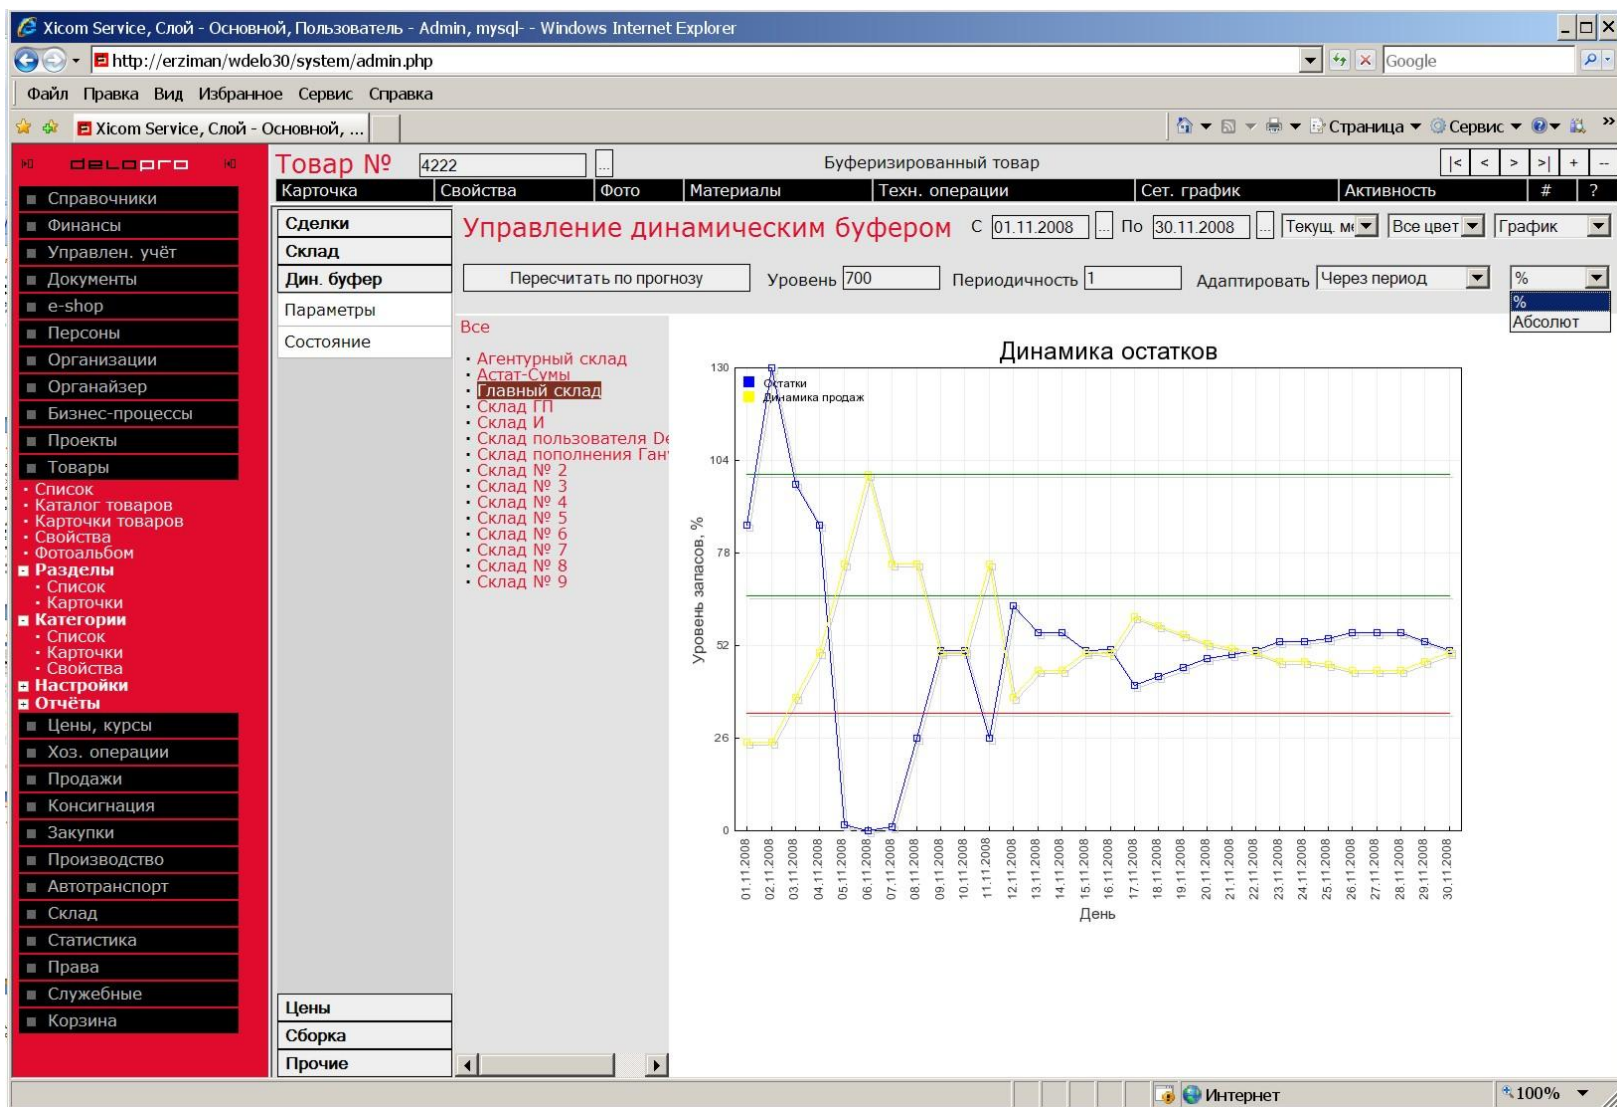 Xicom Service, Слой - Основной, Пользователь - Admin, mysql- - Windows Internet Explorer
http://erziman/wdelo30/system/admin.php
Google
Файл Правка Вид Избранное Сервис Справка
Xicom Service, Слой - Основной, ...
Страница Сервис »
delopro
Товар № 4222 ... Буферизированный товар |< < > >| + --
Карточка Свойства Фото Материалы Техн. операции Сет. график Активность # ?
Справочники
Финансы
Управлен. учёт
Документы
e-shop
Персоны
Организации
Органайзер
Бизнес-процессы
Проекты
Товары
Список
Каталог товаров
Карточки товаров
Свойства
Фотоальбом
Разделы
Список
Карточки
Категории
Список
Карточки
Свойства
Настройки
Отчёты
Цены, курсы
Хоз. операции
Продажи
Консигнация
Закупки
Производство
Автотранспорт
Склад
Статистика
Права
Служебные
Корзина
Сделки
Склад
Дин. буфер
Параметры
Состояние
Цены
Сборка
Прочие
Управление динамическим буфером С 01.11.2008 ... По 30.11.2008 ... Текущ. ме Все цвет График
Пересчитать по прогнозу Уровень 700 Периодичность 1 Адаптировать Через период %
%
Абсолют
Все
Агентурный склад
Астат-Сумы
Главный склад
Склад ГП
Склад И
Склад пользователя De
Склад пополнения Ган
Склад № 2
Склад № 3
Склад № 4
Склад № 5
Склад № 6
Склад № 7
Склад № 8
Склад № 9
Динамика остатков
Остатки
Динамика продаж
Уровень запасов, %
130
104
78
52
26
0
01.11.2008
02.11.2008
03.11.2008
04.11.2008
05.11.2008
06.11.2008
07.11.2008
08.11.2008
09.11.2008
10.11.2008
11.11.2008
12.11.2008
13.11.2008
14.11.2008
15.11.2008
16.11.2008
17.11.2008
18.11.2008
19.11.2008
20.11.2008
21.11.2008
22.11.2008
23.11.2008
24.11.2008
25.11.2008
26.11.2008
27.11.2008
28.11.2008
29.11.2008
30.11.2008
День
Интернет 100%